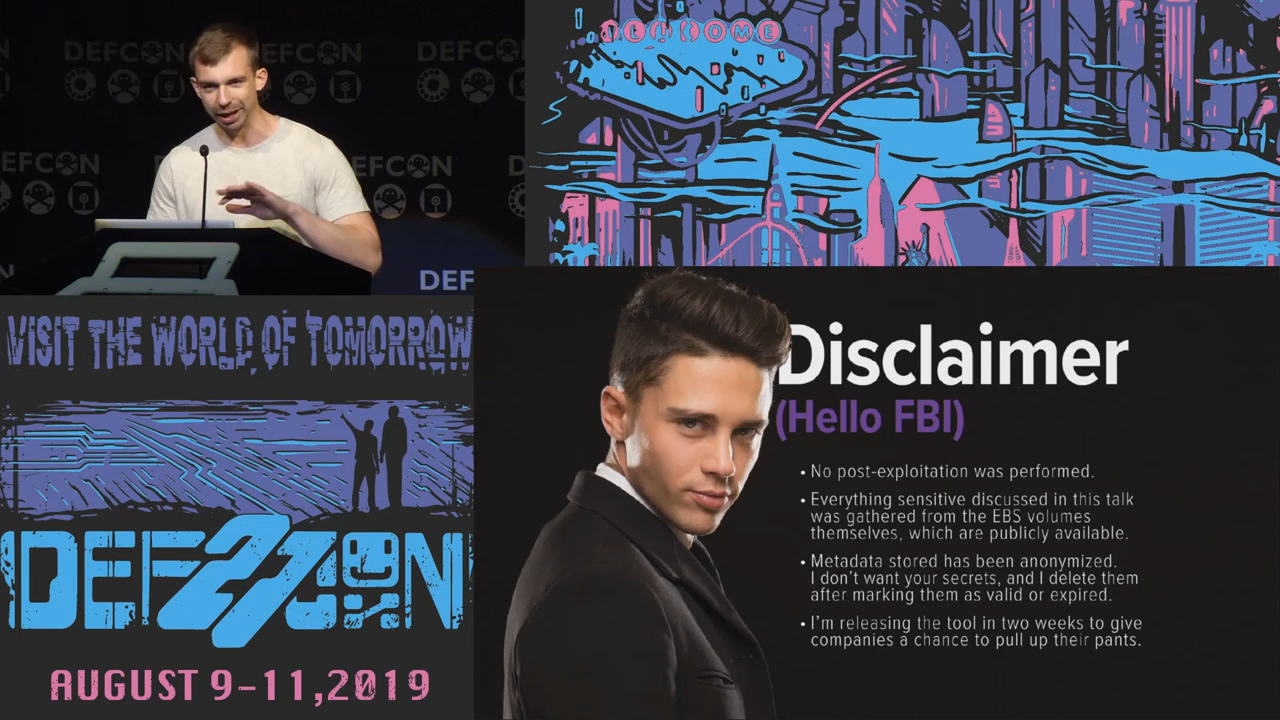 DEFCON
DEFCON
DEFCON
EFCON
EFCON
D
N
DEF
WELCOME
VISIT THE WORLD OF TOMORROW
DEF27CON
AUGUST 9-11,2019
Disclaimer
(Hello FBI)
• No post-exploitation was performed.
• Everything sensitive discussed in this talk
was gathered from the EBS volumes
themselves, which are publicly available.
• Metadata stored has been anonymized.
I don't want your secrets, and I delete them
after marking them as valid or expired.
• I'm releasing the tool in two weeks to give
companies a chance to pull up their pants.